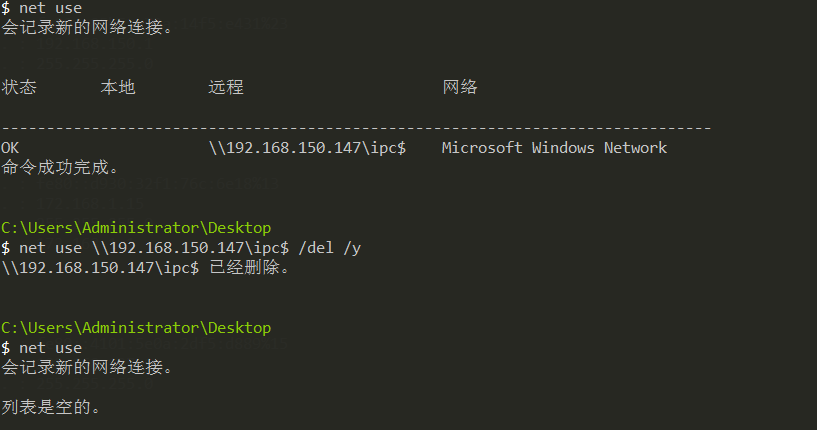 $ net use
会记录新的网络连接。
状态 本地 远程 网络
-------------------------------------------------------------------------------
OK \\192.168.150.147\ipc$ Microsoft Windows Network
命令成功完成。
C:\Users\Administrator\Desktop
$ net use \\192.168.150.147\ipc$ /del /y
\\192.168.150.147\ipc$ 已经删除。
C:\Users\Administrator\Desktop
$ net use
会记录新的网络连接。
列表是空的。